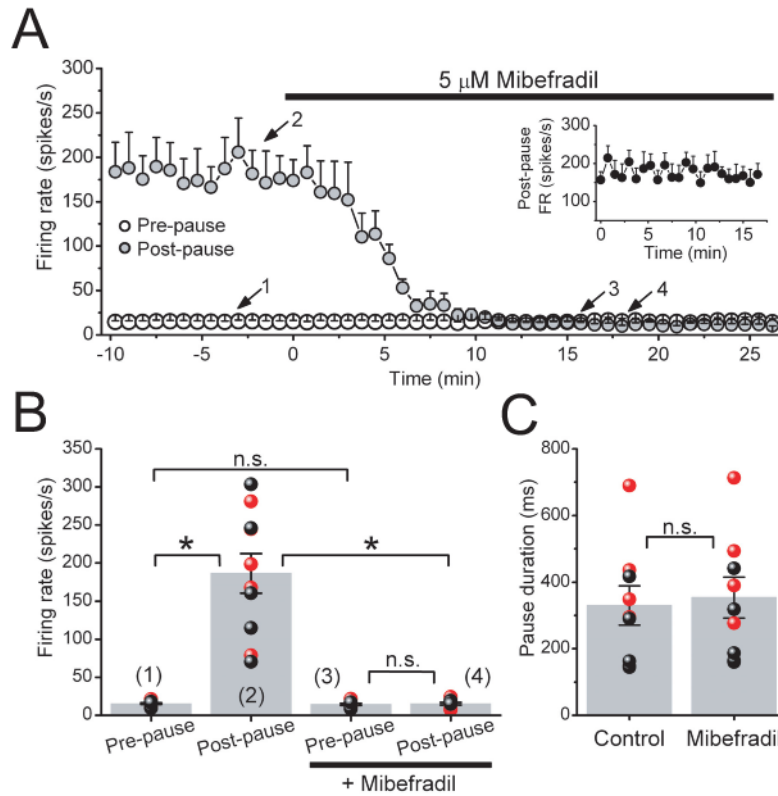 A
5 μM Mibefradil
Firing rate (spikes/s)
300
250
200
150
100
50
0
2
1
3
4
Pre-pause
Post-pause
-10
-5
0
5
10
15
20
25
Time (min)
Post-pause
FR (spikes/s)
300
200
100
0
5
10
15
Time (min)
B
Firing rate (spikes/s)
350
300
250
200
150
100
50
0
n.s.
*
*
n.s.
(1)
(2)
(3)
(4)
Pre-pause
Post-pause
Pre-pause
Post-pause
+ Mibefradil
C
Pause duration (ms)
800
600
400
200
0
n.s.
Control
Mibefradil